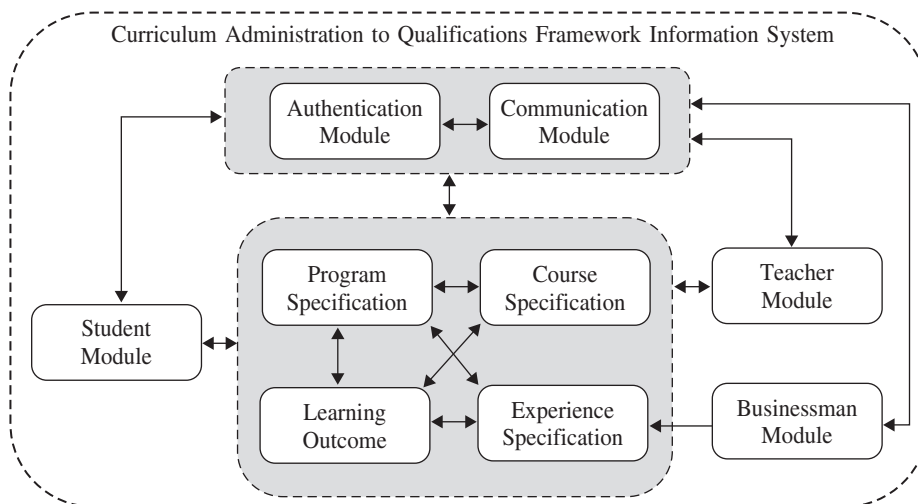 Curriculum Administration to Qualifications Framework Information System
Authentication
Module
Communication
Module
Program
Specification
Course
Specification
Teacher
Module
Student
Module
Learning
Outcome
Experience
Specification
Businessman
Module